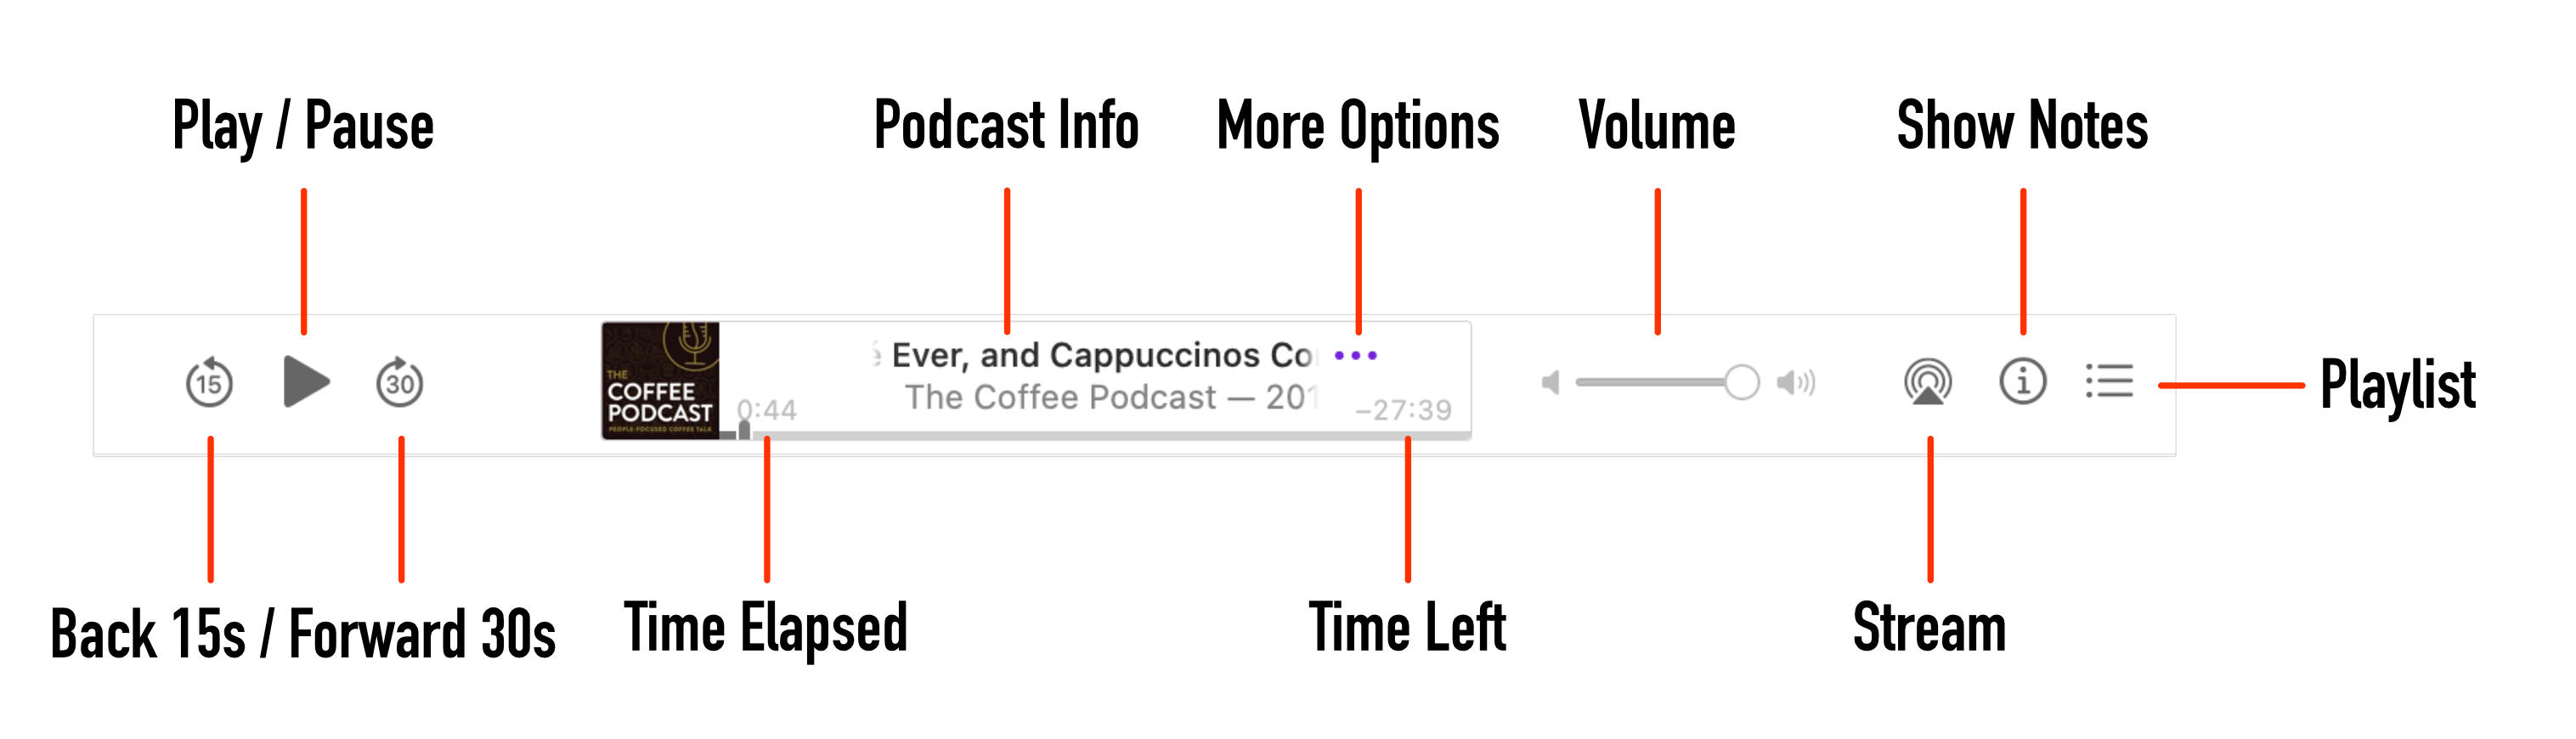 Play / Pause
Podcast Info
More Options
Volume
Show Notes
15
30
THE
COFFEE
PODCAST
PEOPLE-FOCUSED COFFEE TALK
0:44
Ever, and Cappuccinos Co
The Coffee Podcast — 201
–27:39
Playlist
Back 15s / Forward 30s
Time Elapsed
Time Left
Stream